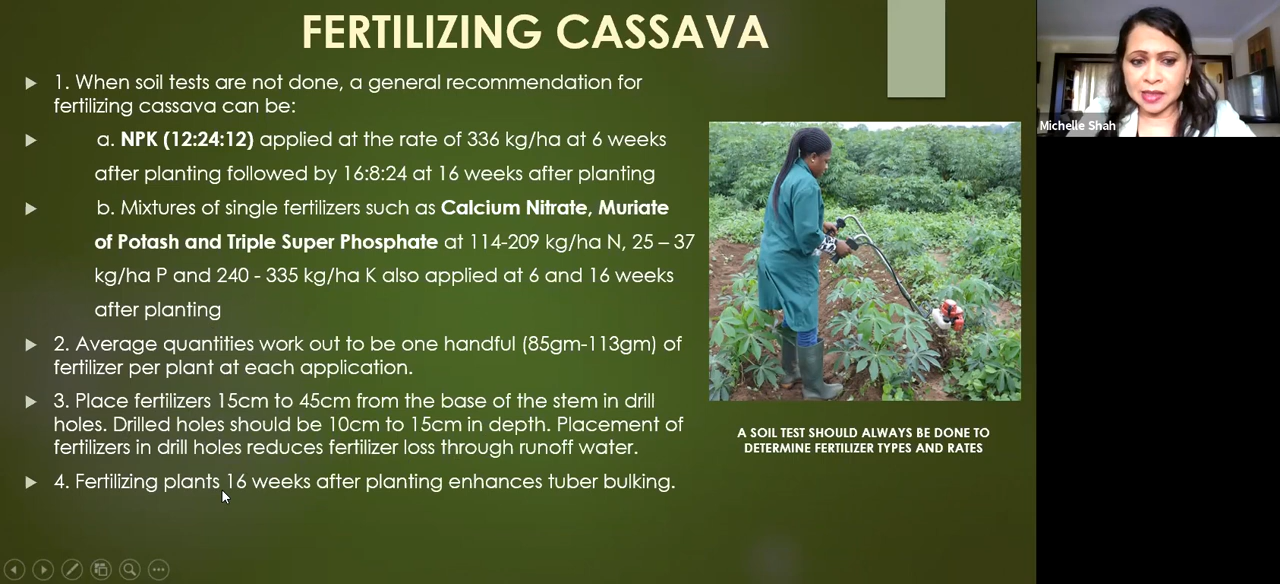 FERTILIZING CASSAVA
1. When soil tests are not done, a general recommendation for
fertilizing cassava can be:
a. NPK (12:24:12) applied at the rate of 336 kg/ha at 6 weeks
after planting followed by 16:8:24 at 16 weeks after planting
b. Mixtures of single fertilizers such as Calcium Nitrate, Muriate
of Potash and Triple Super Phosphate at 114-209 kg/ha N, 25 – 37
kg/ha P and 240 - 335 kg/ha K also applied at 6 and 16 weeks
after planting
2. Average quantities work out to be one handful (85gm-113gm) of
fertilizer per plant at each application.
3. Place fertilizers 15cm to 45cm from the base of the stem in drill
holes. Drilled holes should be 10cm to 15cm in depth. Placement of
fertilizers in drill holes reduces fertilizer loss through runoff water.
4. Fertilizing plants 16 weeks after planting enhances tuber bulking.
A SOIL TEST SHOULD ALWAYS BE DONE TO
DETERMINE FERTILIZER TYPES AND RATES
Michelle Shah